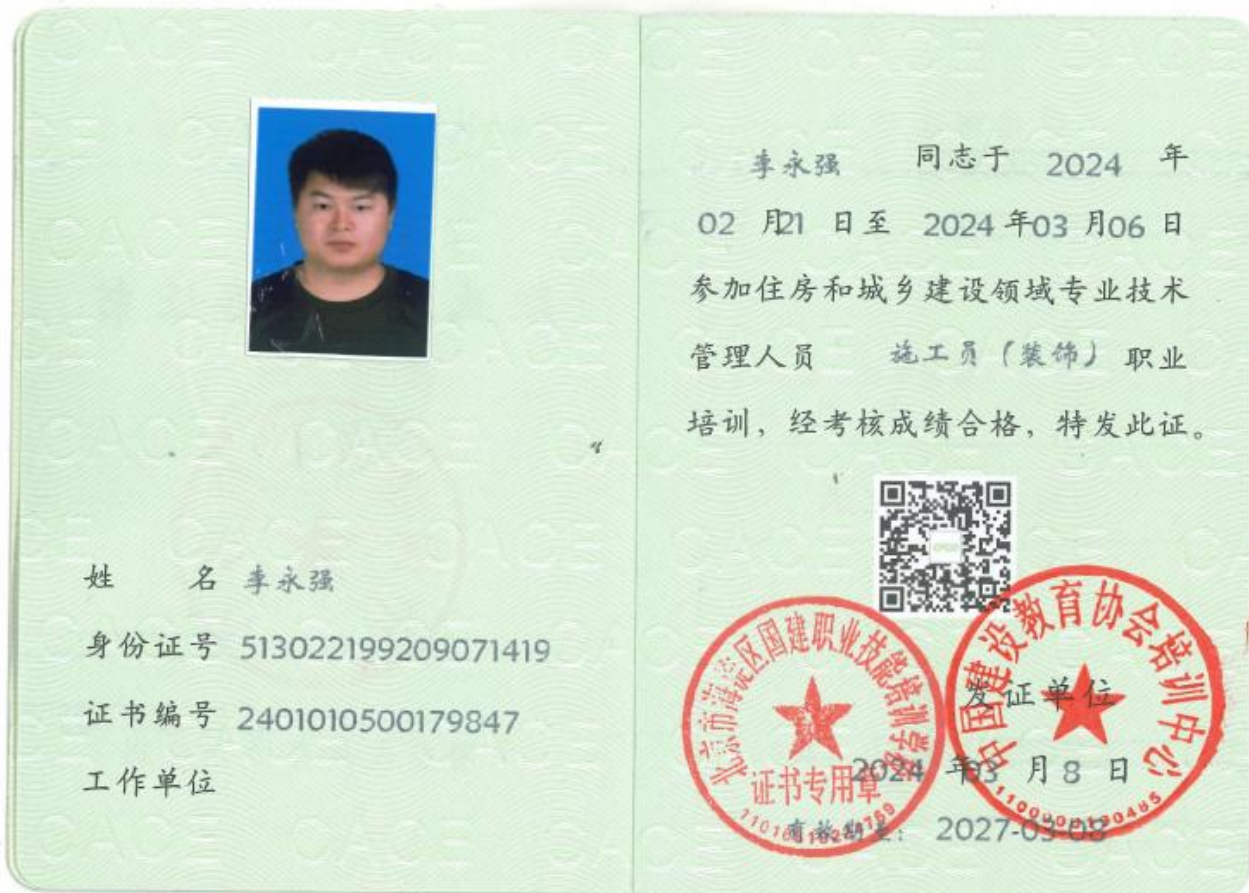 姓 名 李永强
身份证号 513022199209071419
证书编号 2401010500179847
工作单位
李永强 同志于 2024 年
02 月21 日至 2024 年03 月06 日
参加住房和城乡建设领域专业技术
管理人员 施工员（装饰）职业
培训，经考核成绩合格，特发此证。
北京市海淀区国建职业技能培训学校
证书专用章
中国建设教育协会培训中心
发证单位
2024 年03 月 8 日
有效期至： 2027-03-08
CACE